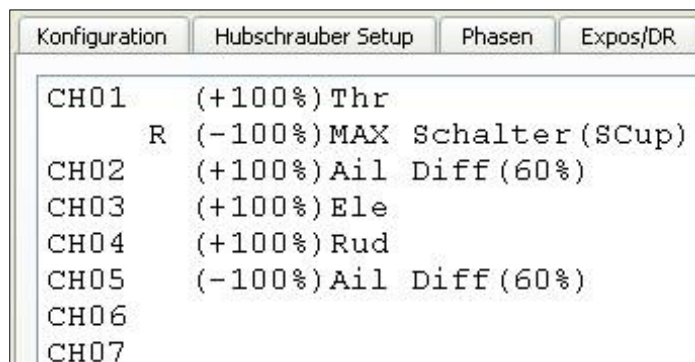 Konfiguration Hubschrauber Setup Phasen Expos/DR
CH01 (+100%)Thr
R (-100%)MAX Schalter(SCup)
CH02 (+100%)Ail Diff(60%)
CH03 (+100%)Ele
CH04 (+100%)Rud
CH05 (-100%)Ail Diff(60%)
CH06
CH07